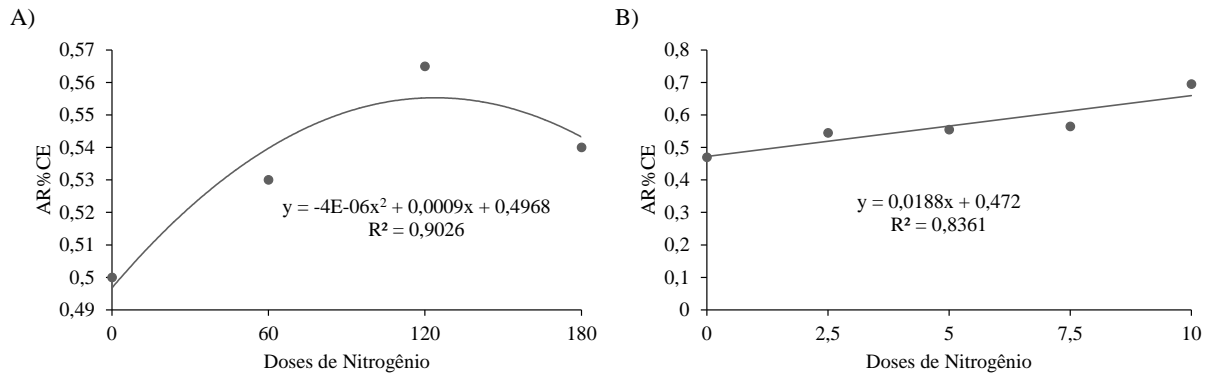 A)
0,57
0,56
0,55
0,54
0,53
0,52
0,51
0,5
0,49
AR%CE
y = -4E-06x² + 0,0009x + 0,4968
R² = 0,9026
0 60 120 180
Doses de Nitrogênio
B)
0,8
0,7
0,6
0,5
0,4
0,3
0,2
0,1
0
AR%CE
y = 0,0188x + 0,472
R² = 0,8361
0 2,5 5 7,5 10
Doses de Nitrogênio